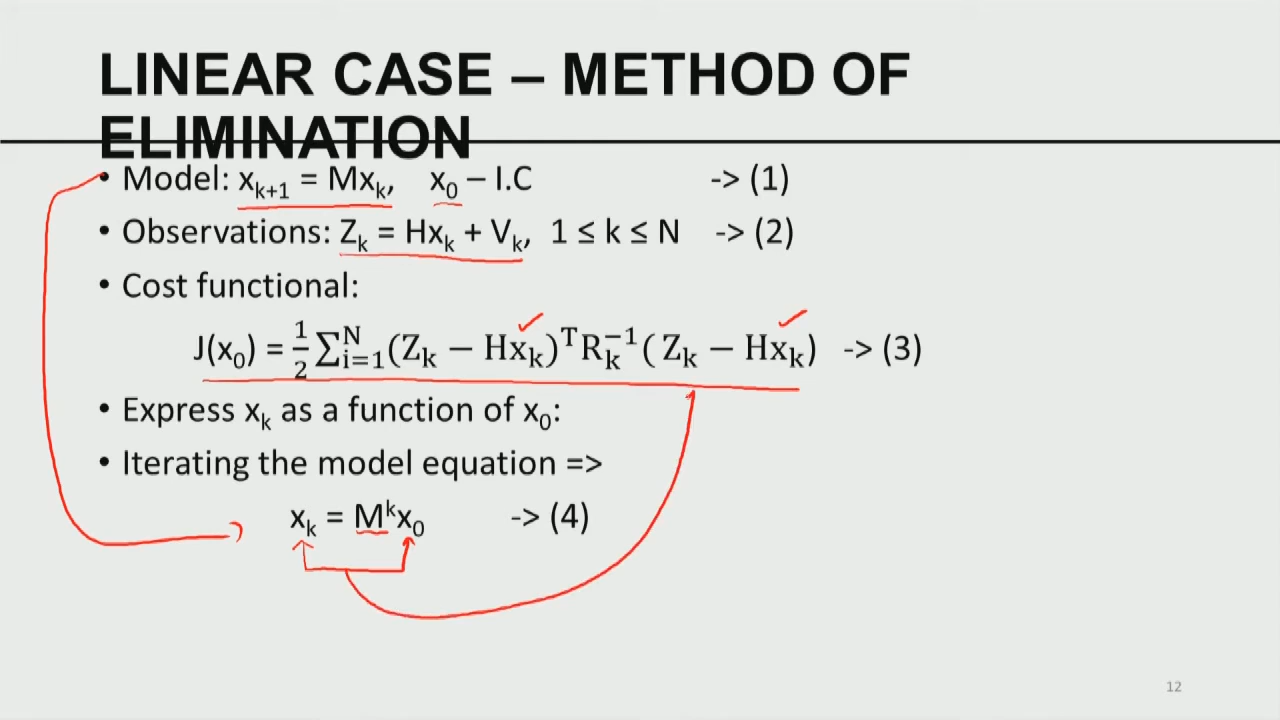 LINEAR CASE – METHOD OF
ELIMINATION
• Model: xₖ₊₁ = Mxₖ, x₀ – I.C -> (1)
• Observations: Zₖ = Hxₖ + Vₖ, 1 ≤ k ≤ N -> (2)
• Cost functional:
J(x₀) = ½ ∑ᵢ₌₁ᴺ (Zₖ − Hxₖ)ᵀRₖ⁻¹( Zₖ − Hxₖ) -> (3)
• Express xₖ as a function of x₀:
• Iterating the model equation =>
xₖ = Mᵏx₀ -> (4)
12